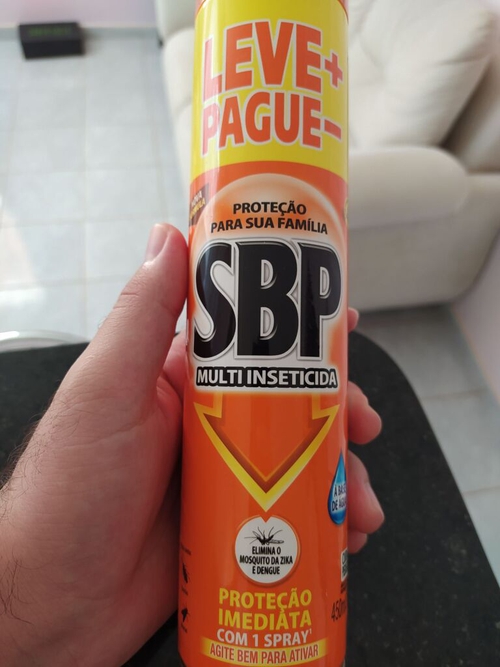 LEVE+
PAGUE-
PROTEÇÃO
PARA SUA FAMÍLIA
SBP
MULTI INSETICIDA
ELIMINA O
MOSQUITO DA ZIKA
E DENGUE
PROTEÇÃO
IMEDIATA
COM 1 SPRAY¹
AGITE BEM PARA ATIVAR